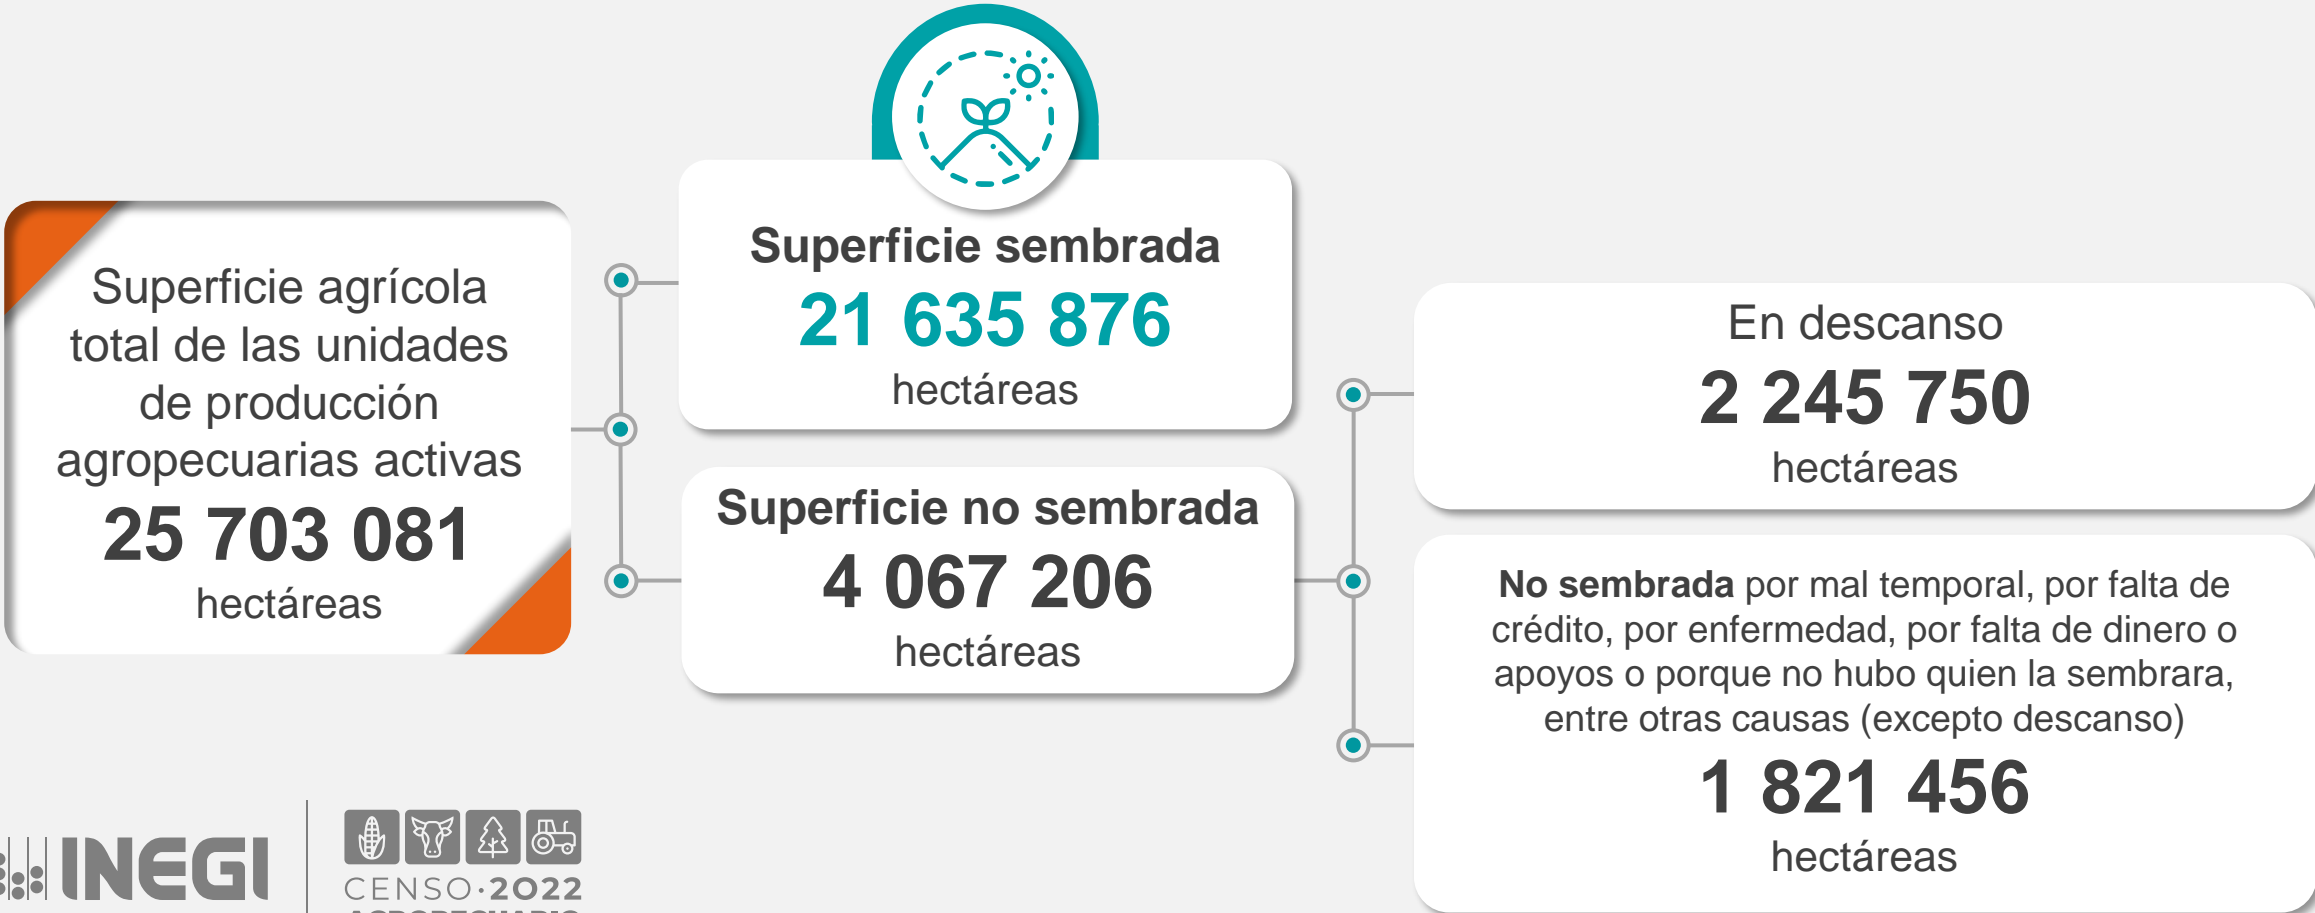 Superficie agrícola
total de las unidades
de producción
agropecuarias activas
25 703 081
hectáreas
Superficie sembrada
21 635 876
hectáreas
Superficie no sembrada
4 067 206
hectáreas
En descanso
2 245 750
hectáreas
No sembrada por mal temporal, por falta de
crédito, por enfermedad, por falta de dinero o
apoyos o porque no hubo quien la sembrara,
entre otras causas (excepto descanso)
1 821 456
hectáreas
INEGI
CENSO·2022
AGROPECUARIO